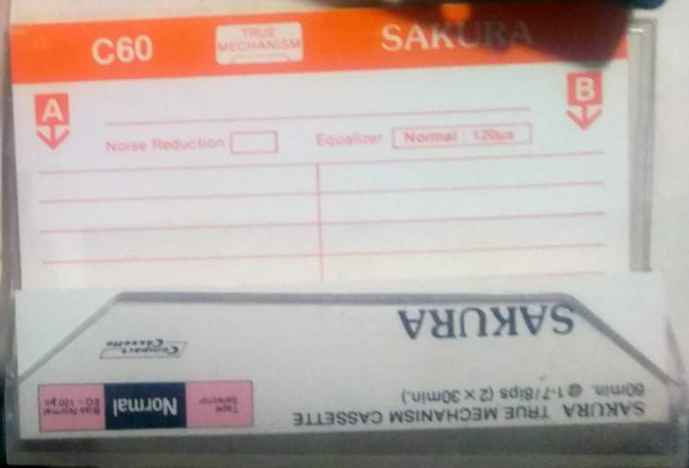 C60
TRUE
MECHANISM
SAKURA
A
B
Noise Reduction
Equalizer
Normal : 120µs
SAKURA
Compact
Cassette
SAKURA TRUE MECHANISM CASSETTE
60min. @ 1-7/8ips (2 x 30min.)
Tape
Selector
Normal
Bias Normal
EQ - 120 µs